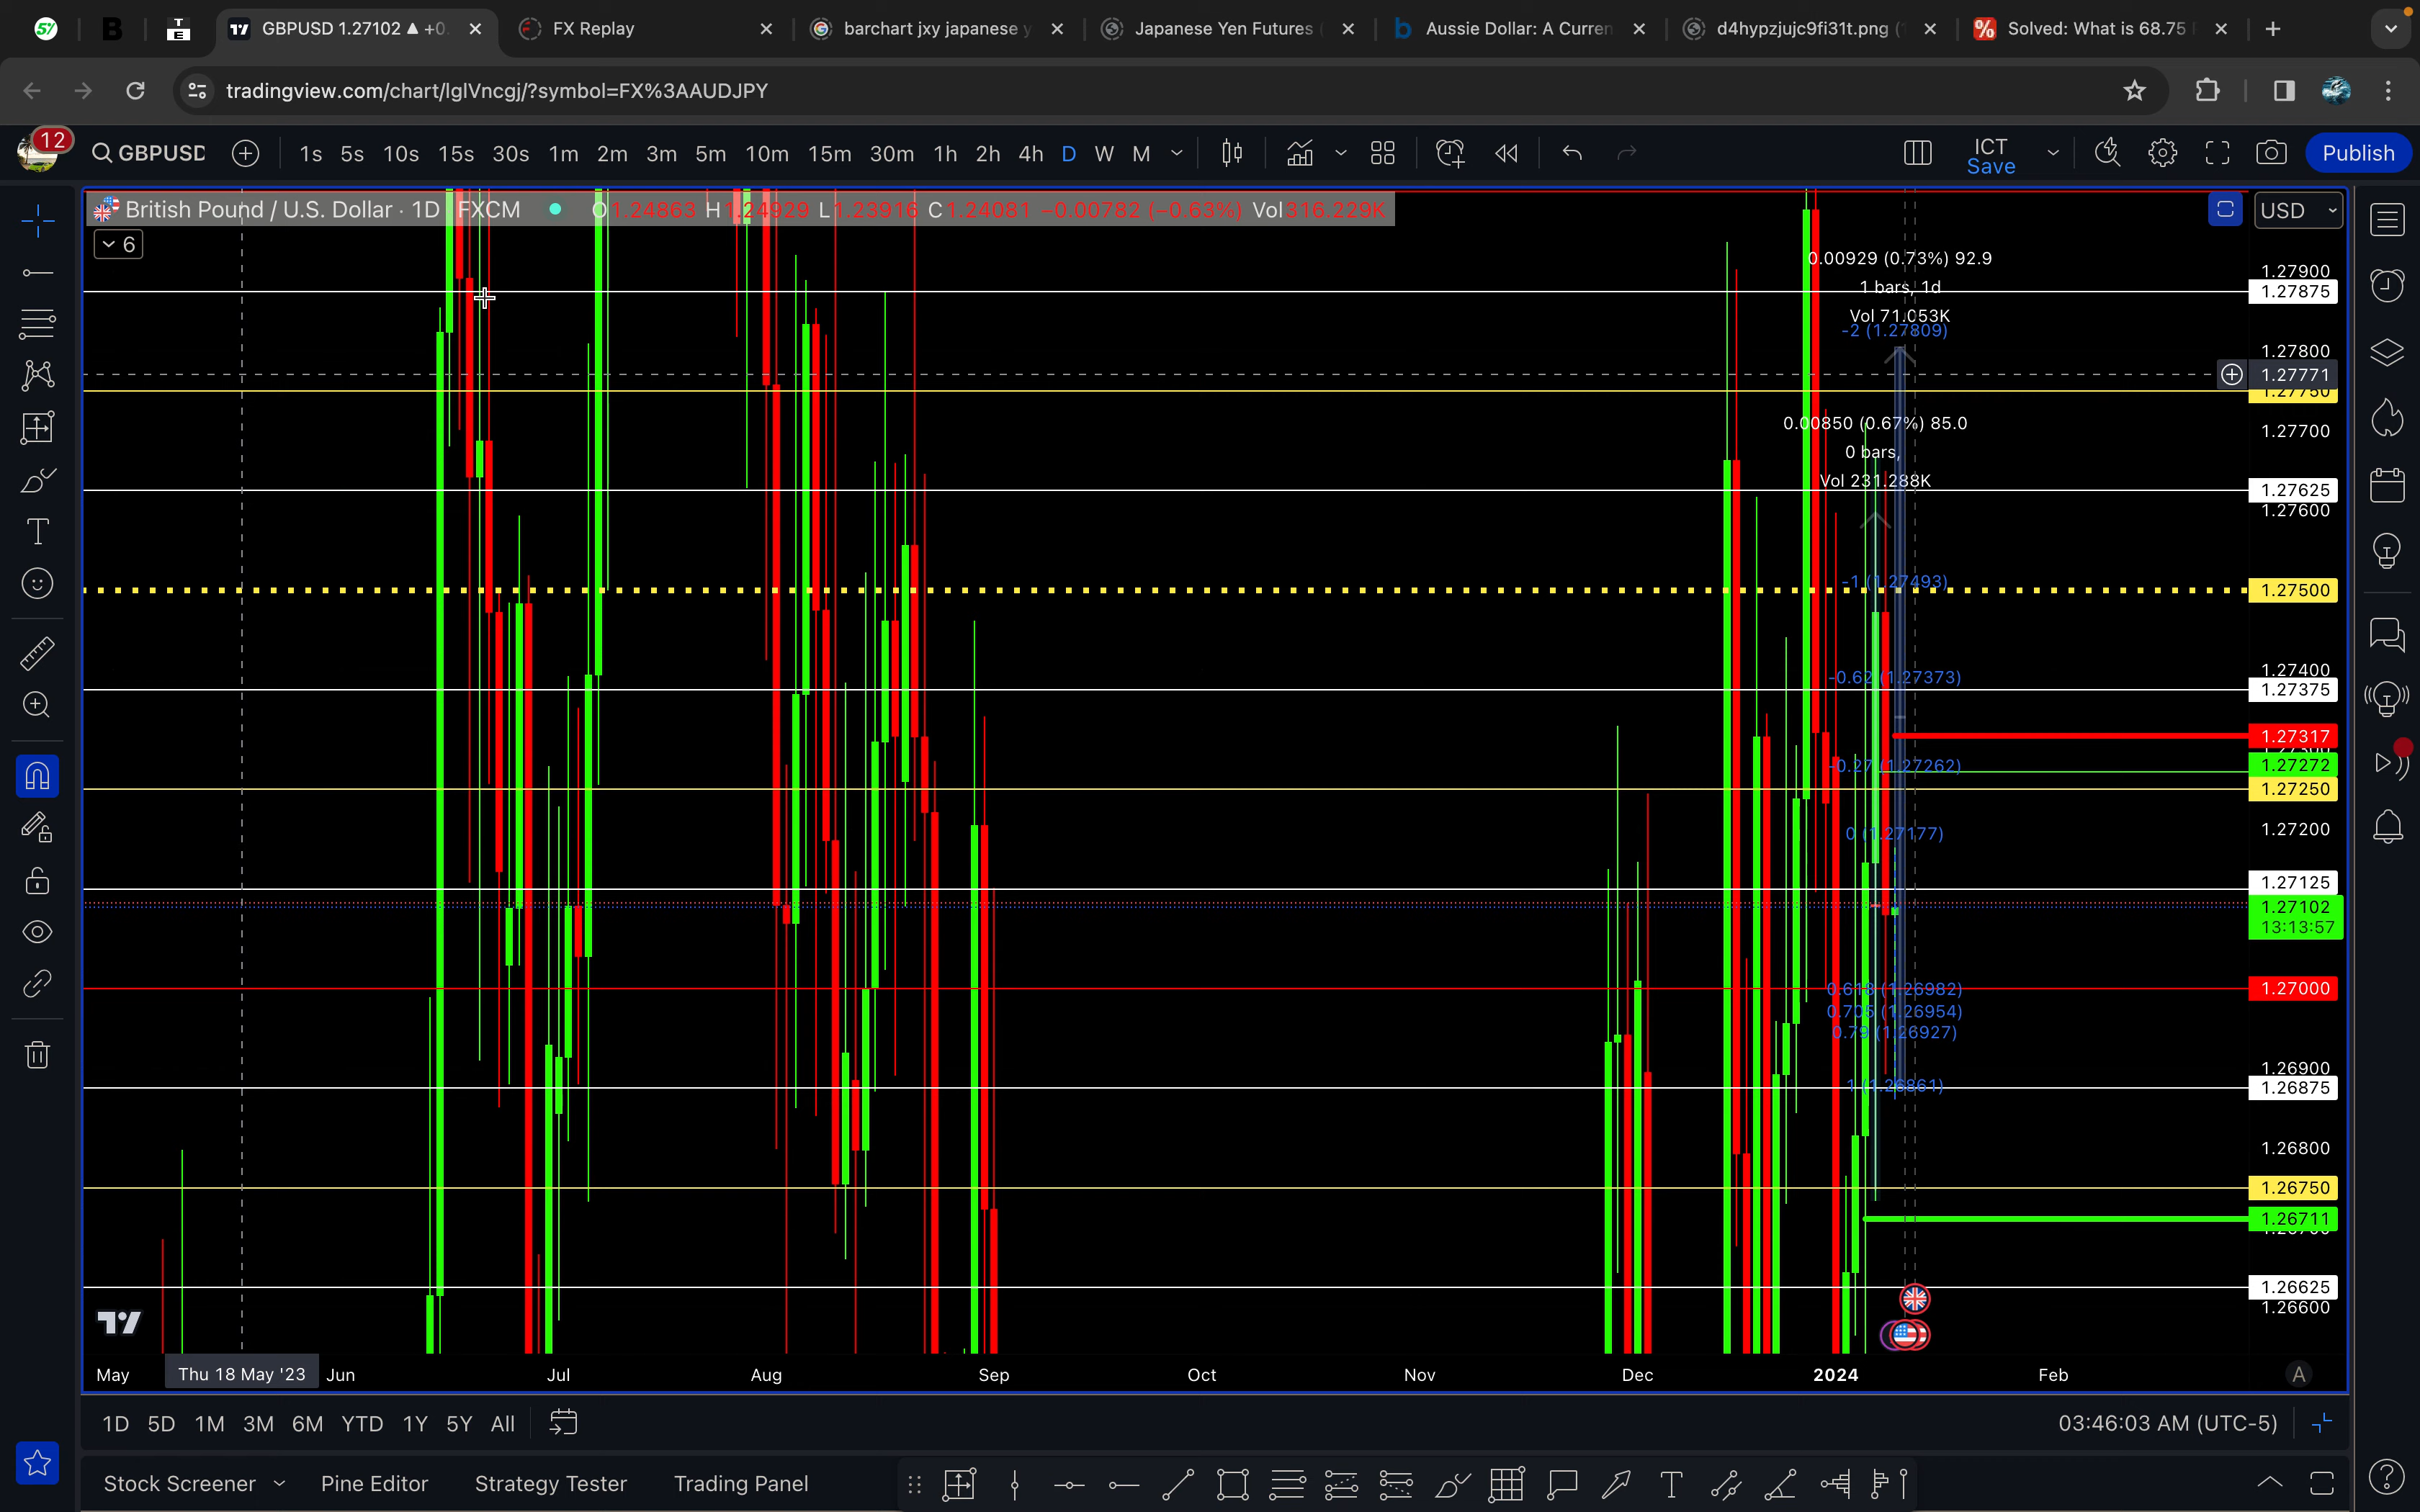 GBPUSD 1.27102 ▲ +0.
FX Replay
barchart jxy japanese y
Japanese Yen Futures (
Aussie Dollar: A Curren
d4hypzjujc9fi31t.png (
Solved: What is 68.75
tradingview.com/chart/lglVncgj/?symbol=FX%3AAUDJPY
12
GBPUSD
1s 5s 10s 15s 30s 1m 2m 3m 5m 10m 15m 30m 1h 2h 4h D W M
ICT
Save
Publish
British Pound / U.S. Dollar · 1D FXCM O1.24863 H1.24929 L1.23916 C1.24081 −0.00782 (−0.63%) Vol316.229K
USD
6
0.00929 (0.73%) 92.9
1 bars, 1d
Vol 71.053K
-2 (1.27809)
0.00850 (0.67%) 85.0
0 bars,
Vol 231.288K
-1 (1.27493)
-0.62 (1.27373)
-0.27 (1.27262)
0 (1.27177)
0.618 (1.26982)
0.705 (1.26954)
0.79 (1.26927)
1 (1.26861)
1.27900
1.27875
1.27800
1.27771
1.27750
1.27700
1.27625
1.27600
1.27500
1.27400
1.27375
1.27317
1.27272
1.27250
1.27200
1.27125
1.27102
13:13:57
1.27000
1.26900
1.26875
1.26800
1.26750
1.26711
1.26625
1.26600
May Thu 18 May '23 Jun Jul Aug Sep Oct Nov Dec 2024 Feb A
1D 5D 1M 3M 6M YTD 1Y 5Y All
03:46:03 AM (UTC-5)
Stock Screener Pine Editor Strategy Tester Trading Panel